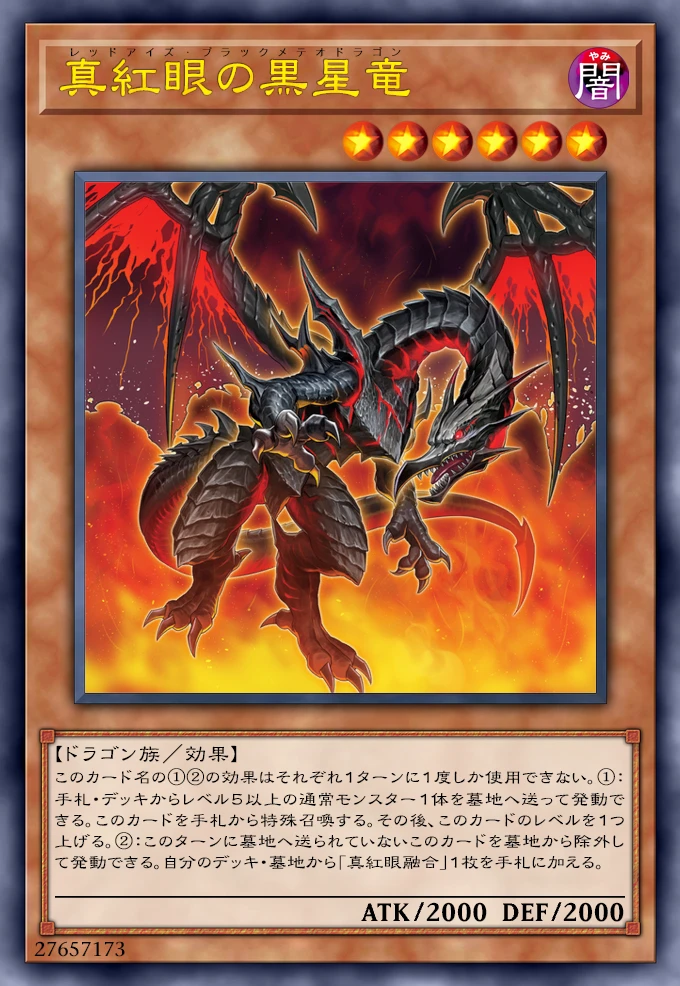 レッドアイズ・ブラックメテオドラゴン
真紅眼の黒星竜
やみ
闇
【ドラゴン族／効果】
このカード名の①②の効果はそれぞれ1ターンに1度しか使用できない。①：
手札・デッキからレベル５以上の通常モンスター1体を墓地へ送って発動で
きる。このカードを手札から特殊召喚する。その後、このカードのレベルを1つ
上げる。②：このターンに墓地へ送られていないこのカードを墓地から除外し
て発動できる。自分のデッキ・墓地から「真紅眼融合」1枚を手札に加える。
ATK/2000 DEF/2000
27657173